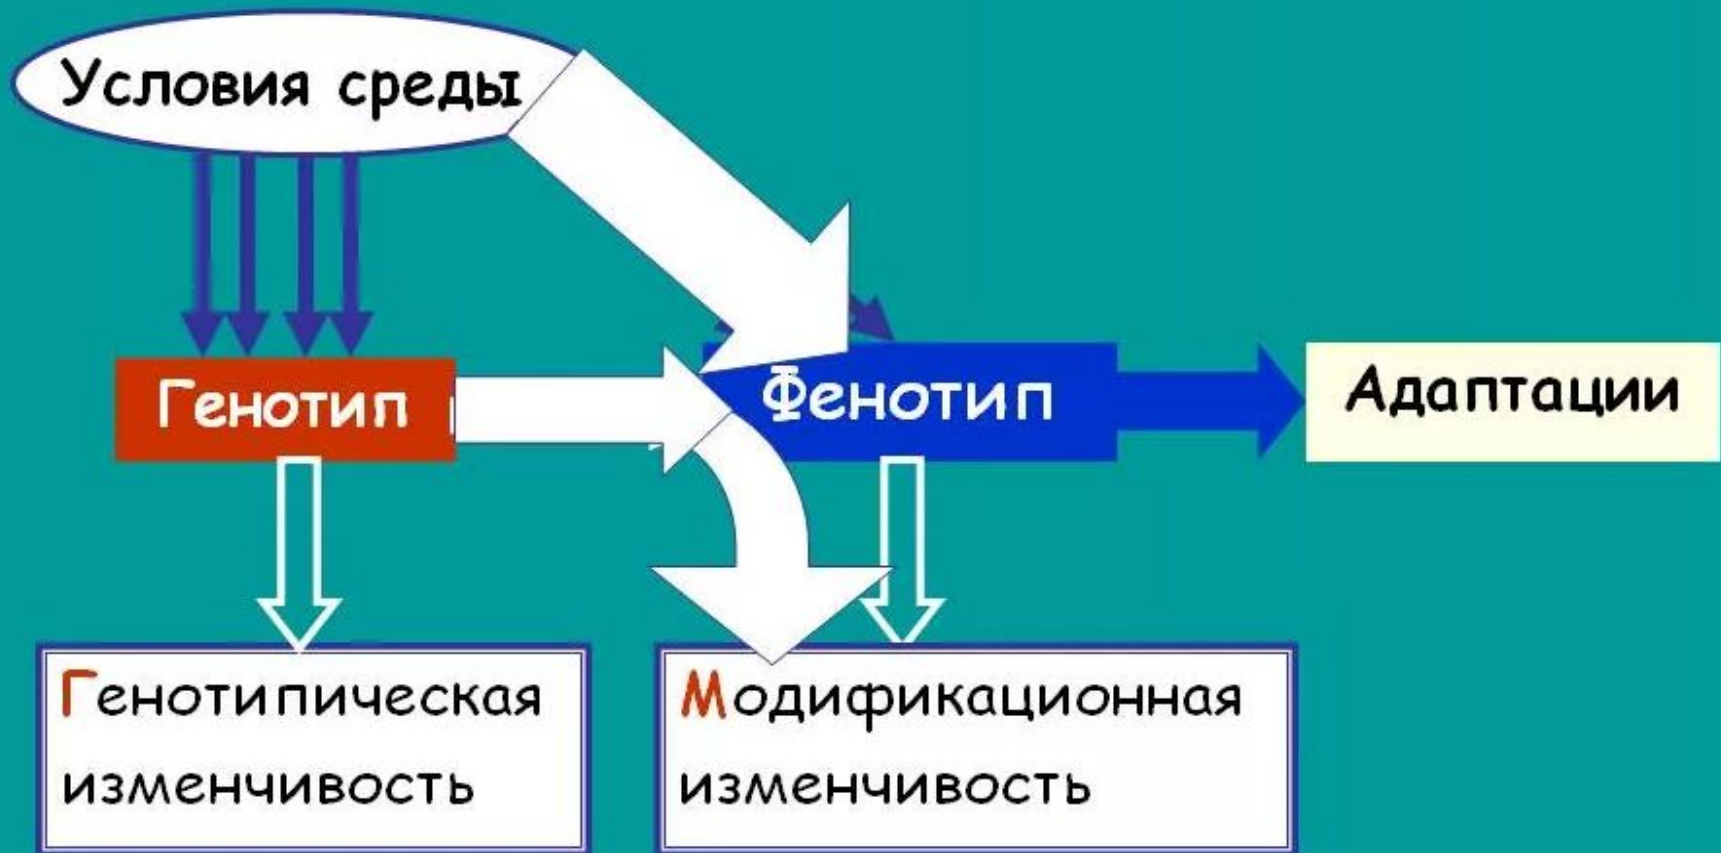 Условия среды
Генотип
Фенотип
Адаптации
Генотипическая
изменчивость
Модификационная
изменчивость